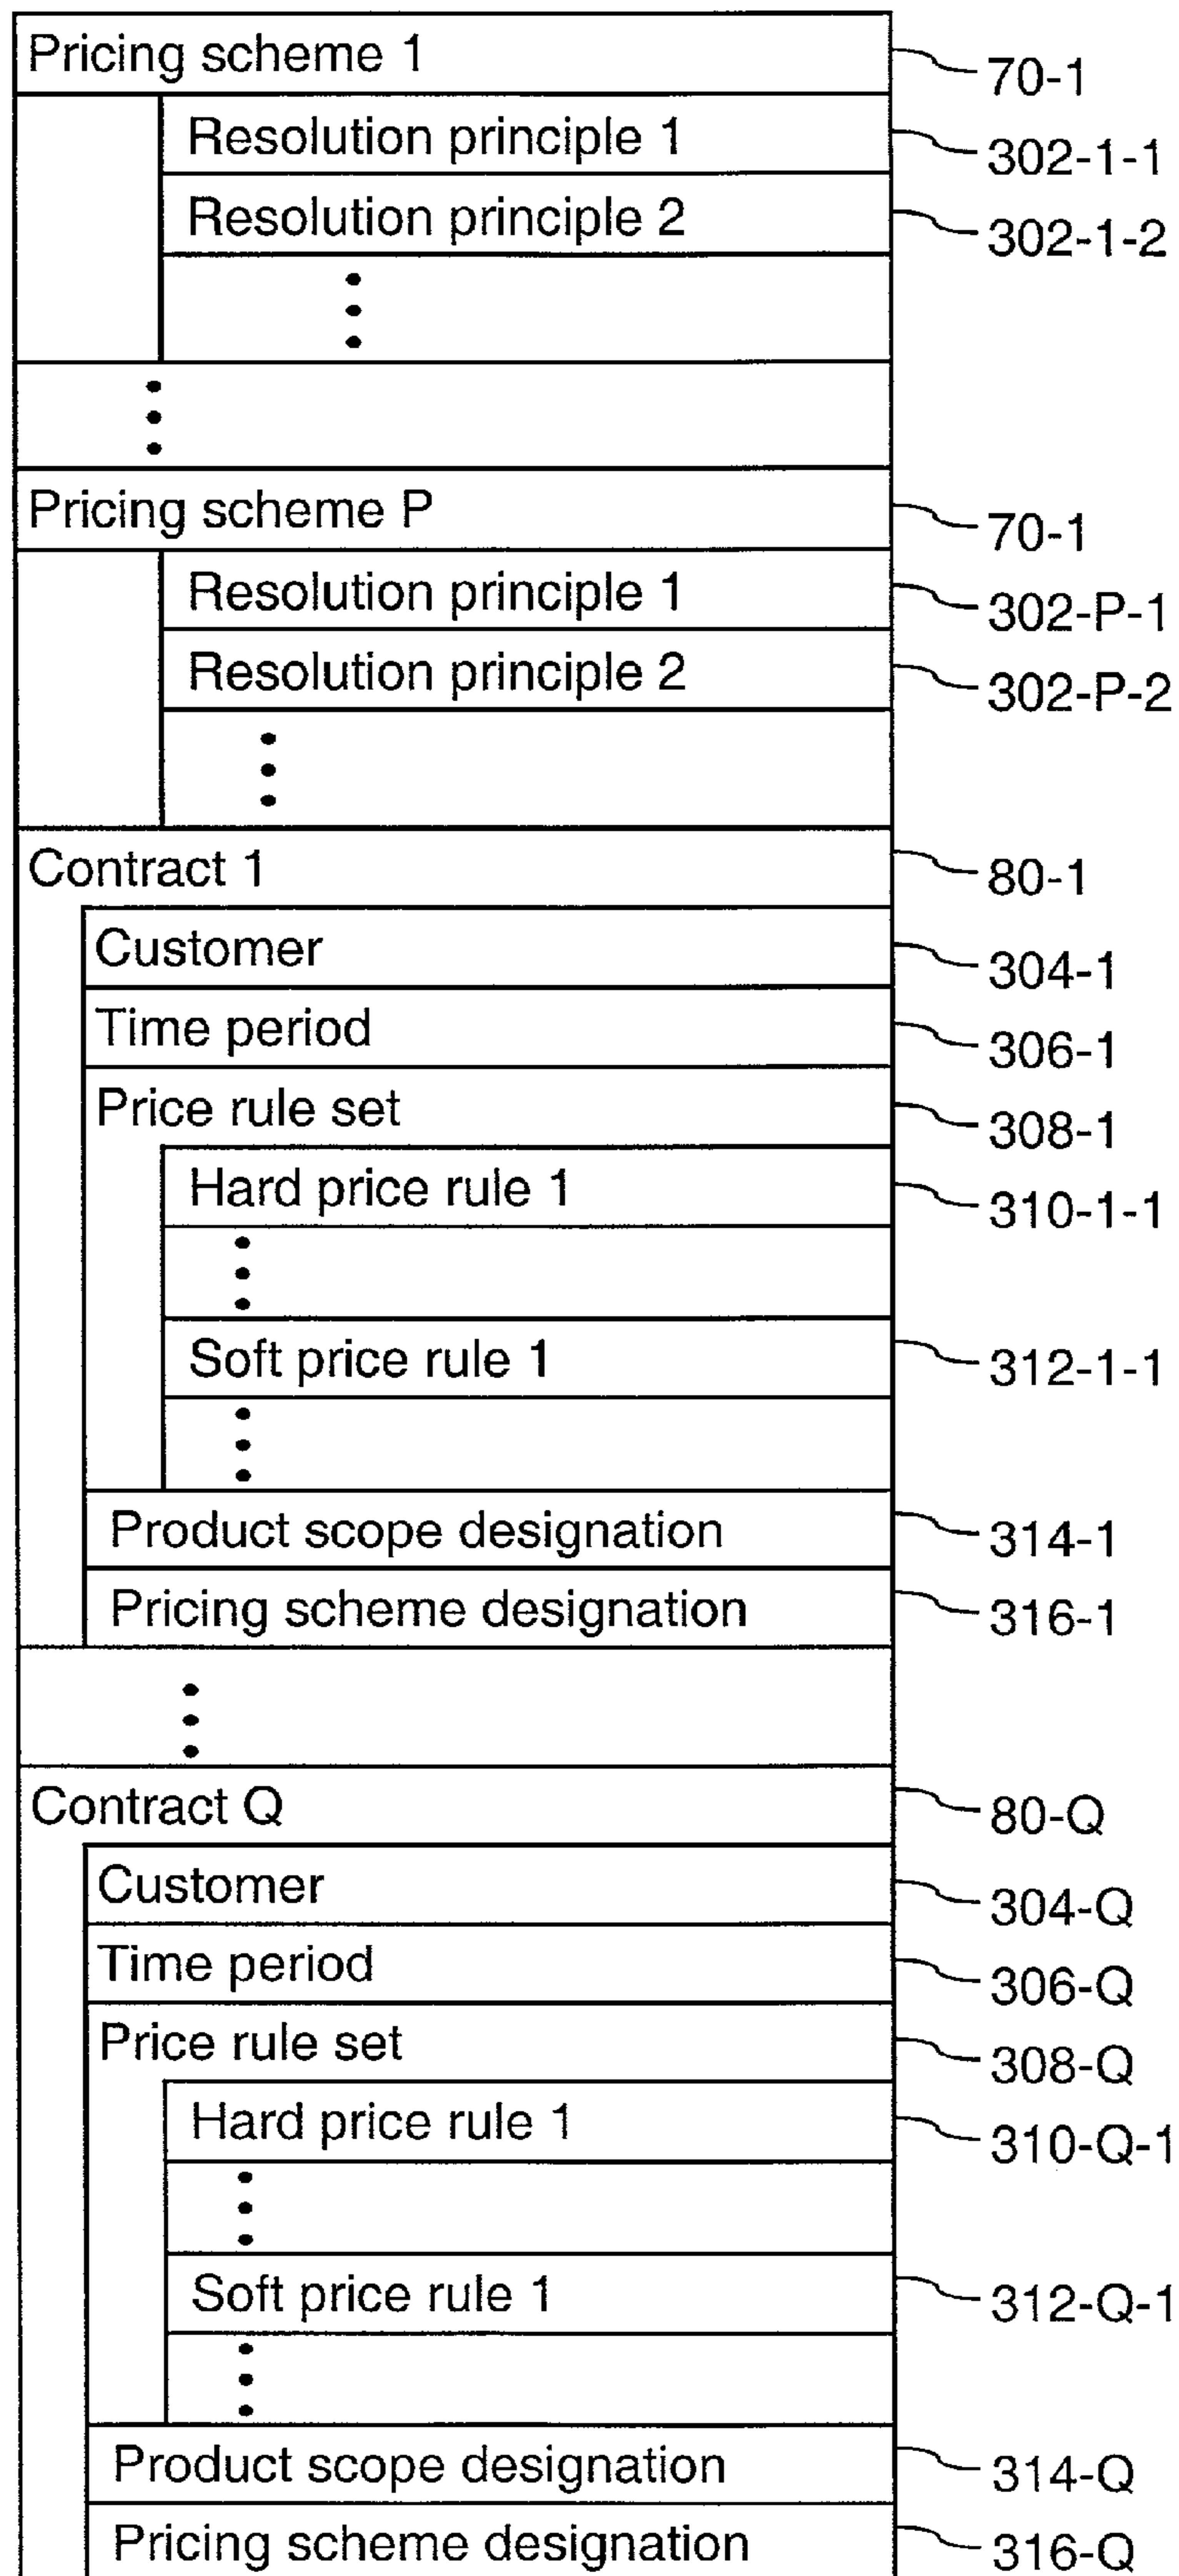 Pricing scheme 1 70-1
Resolution principle 1 302-1-1
Resolution principle 2 302-1-2
Pricing scheme P 70-1
Resolution principle 1 302-P-1
Resolution principle 2 302-P-2
Contract 1 80-1
Customer 304-1
Time period 306-1
Price rule set 308-1
Hard price rule 1 310-1-1
Soft price rule 1 312-1-1
Product scope designation 314-1
Pricing scheme designation 316-1
Contract Q 80-Q
Customer 304-Q
Time period 306-Q
Price rule set 308-Q
Hard price rule 1 310-Q-1
Soft price rule 1 312-Q-1
Product scope designation 314-Q
Pricing scheme designation 316-Q